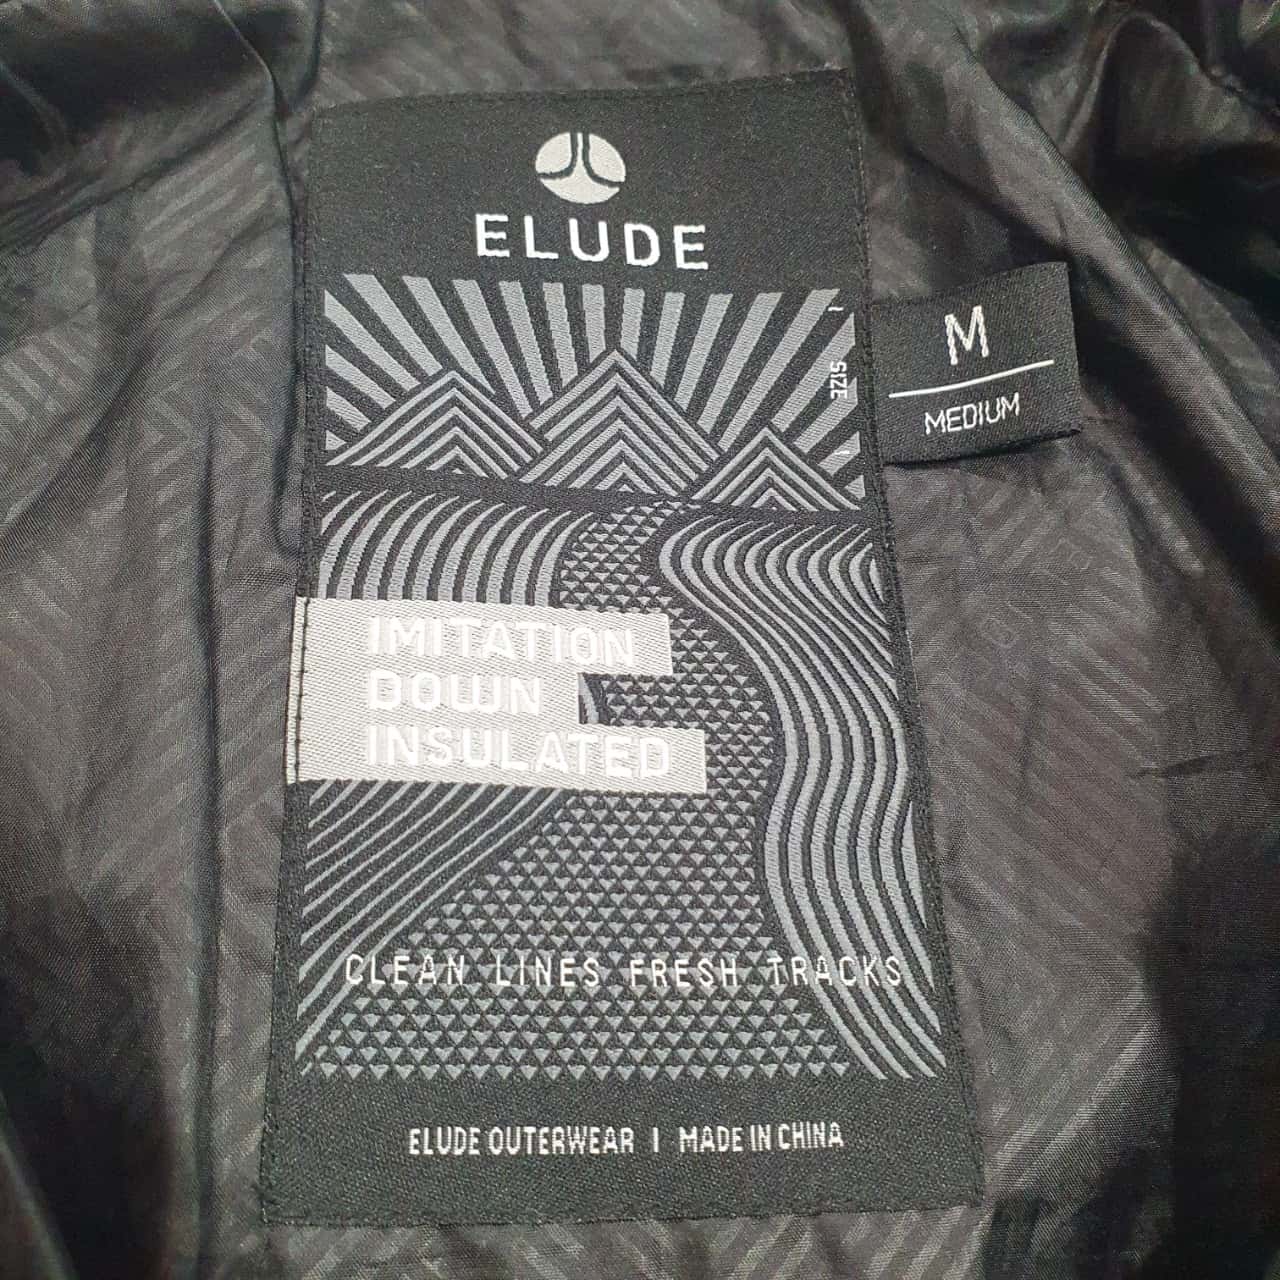 ELUDE
SIZE
M
MEDIUM
IMITATION
DOWN
INSULATED
CLEAN LINES FRESH TRACKS
ELUDE OUTERWEAR | MADE IN CHINA